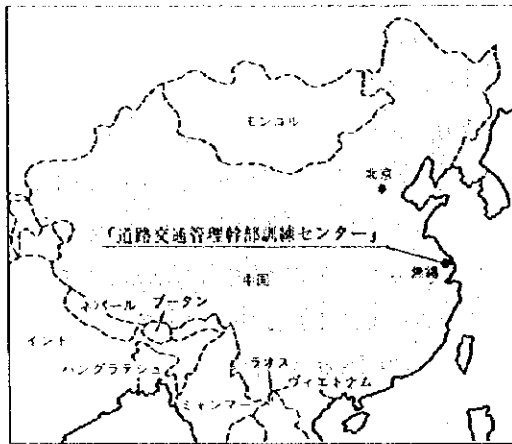 モンゴル
北京
「道路交通管理幹部訓練センター」
無錫
中国
ネパール
ブータン
インド
バングラデシュ
ラオス
ヴィエトナム
ミャンマー